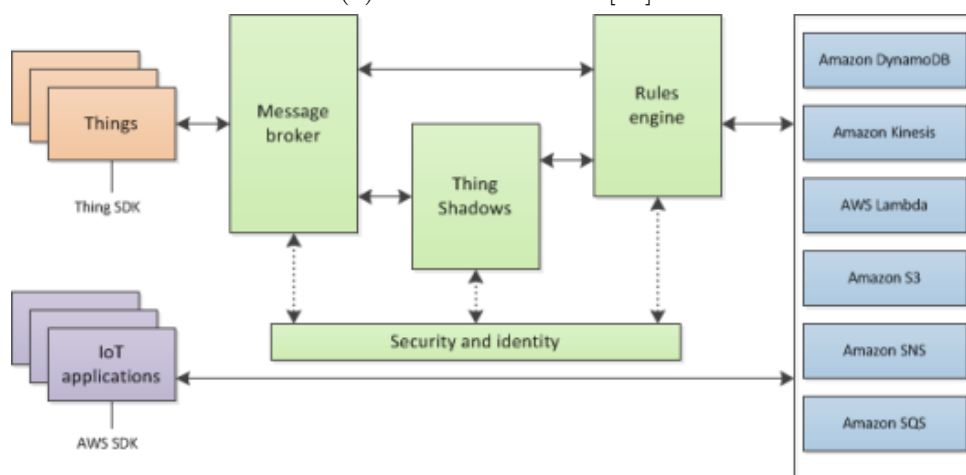 Things
Thing SDK
Message
broker
Thing
Shadows
Rules
engine
Security and identity
IoT
applications
AWS SDK
Amazon DynamoDB
Amazon Kinesis
AWS Lambda
Amazon S3
Amazon SNS
Amazon SQS